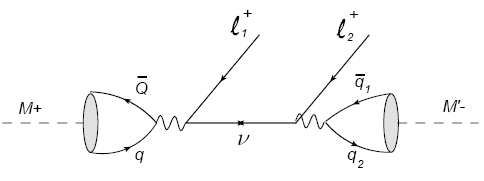 ℓ₁⁺
ℓ₂⁺
Q̅
q̅₁
M+
M'-
q
ν
q₂